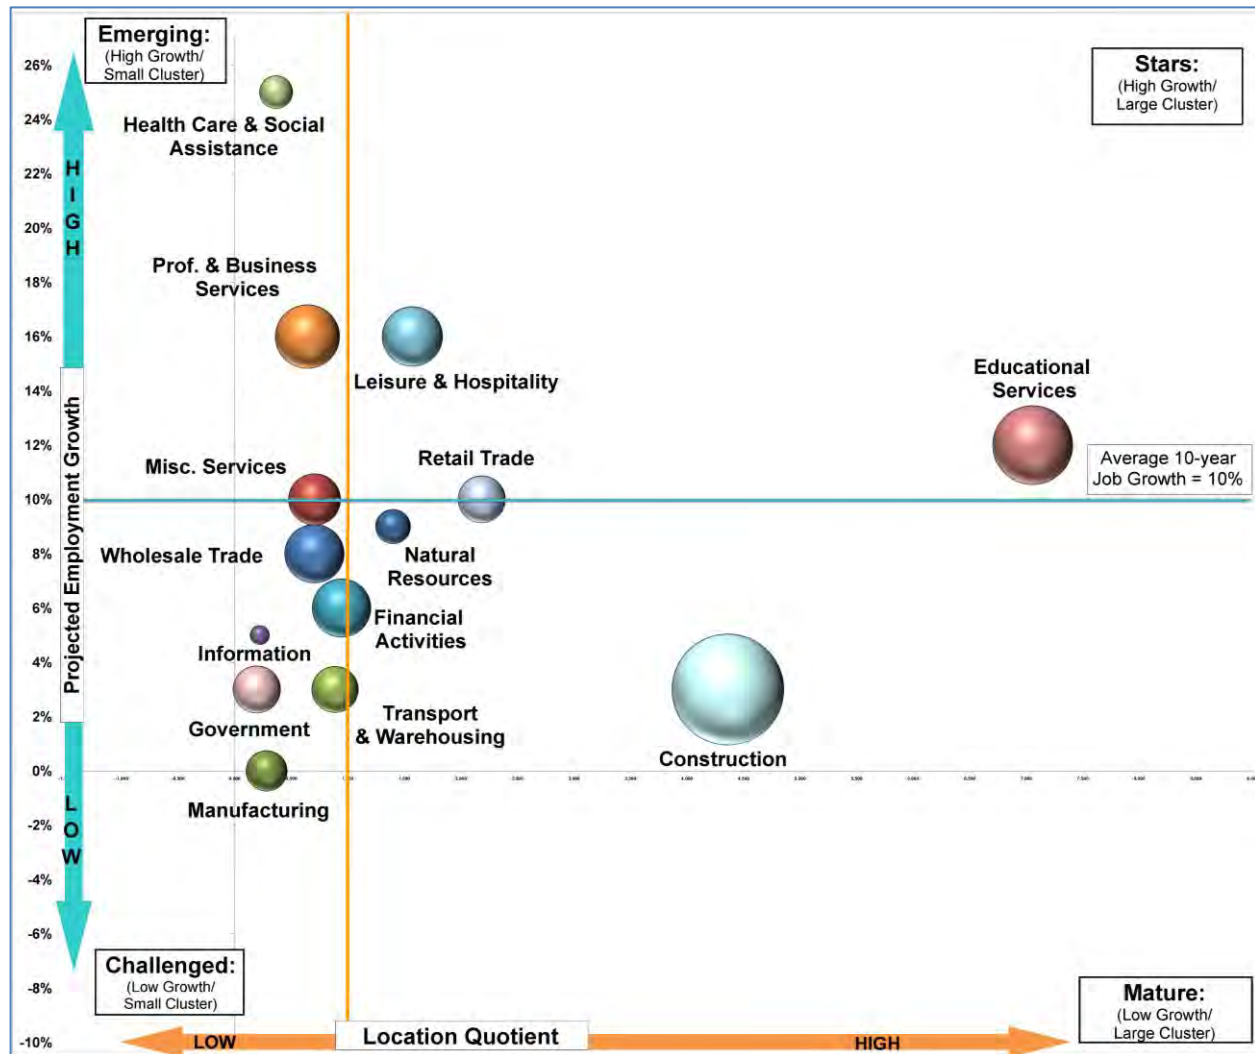 Emerging:
(High Growth/
Small Cluster)
Stars:
(High Growth/
Large Cluster)
26%
24%
22%
20%
18%
16%
14%
12%
10%
8%
6%
4%
2%
0%
-2%
-4%
-6%
-8%
-10%
HIGH
Projected Employment Growth
LOW
Health Care & Social
Assistance
Prof. & Business
Services
Leisure & Hospitality
Educational
Services
Misc. Services
Retail Trade
Average 10-year
Job Growth = 10%
Wholesale Trade
Natural
Resources
Financial
Activities
Information
Government
Transport
& Warehousing
Construction
Manufacturing
Challenged:
(Low Growth/
Small Cluster)
Mature:
(Low Growth/
Large Cluster)
LOW
Location Quotient
HIGH